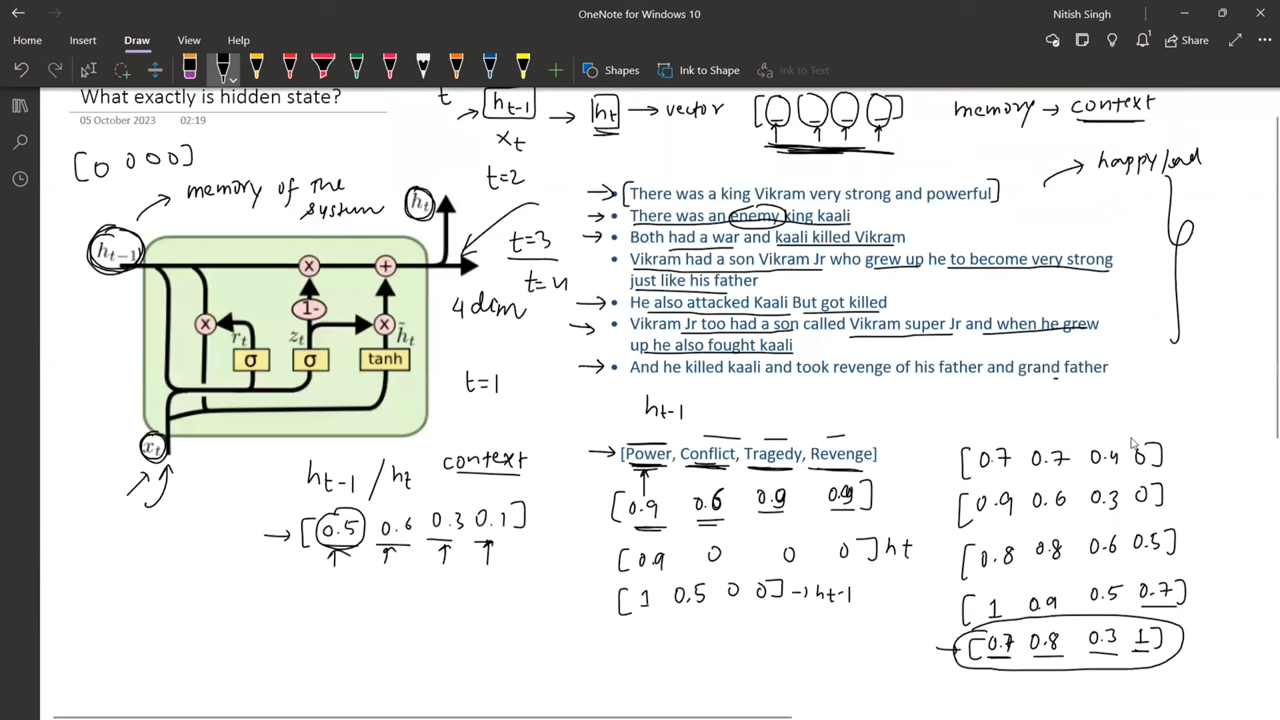 OneNote for Windows 10
Nitish Singh
Home Insert Draw View Help
Share
Shapes Ink to Shape Ink to Text
What exactly is hidden state?
05 October 2023 02:19
t
ht-1 → ht → vector [_ _ _ _] memory → context
xt
[0 0 0 0]
t=2
→ happy/sad
memory of the system
ht
• There was a king Vikram very strong and powerful
• There was an enemy king kaali
• Both had a war and kaali killed Vikram
• Vikram had a son Vikram Jr who grew up he to become very strong
just like his father
• He also attacked Kaali But got killed
• Vikram Jr too had a son called Vikram super Jr and when he grew
up he also fought kaali
• And he killed kaali and took revenge of his father and grand father
ht-1
t=3
t=4
4 dim
x +
1-
x rt zt x h̃t
σ σ tanh
t=1
xt
ht-1 / ht context
→ [0.5 0.6 0.3 0.1]
ht-1
→ [Power, Conflict, Tragedy, Revenge]
[0.9 0.6 0.9 0.9]
[0.9 0 0 0] ht
[1 0.5 0 0] → ht-1
[0.7 0.7 0.4 0]
[0.9 0.6 0.3 0]
[0.8 0.8 0.6 0.5]
[1 0.9 0.5 0.7]
→ [0.7 0.8 0.3 1]